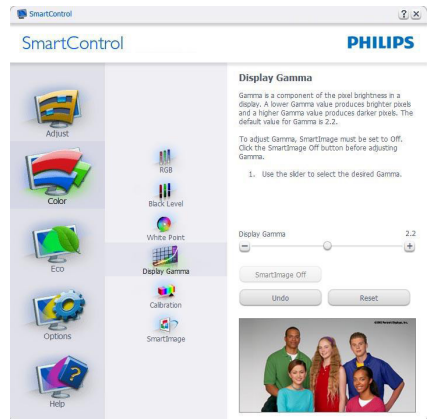 SmartControl
SmartControl
PHILIPS
Adjust
Color
Eco
Options
Help
RGB
Black Level
White Point
Display Gamma
Calibration
SmartImage
Display Gamma
Gamma is a component of the pixel brightness in a
display. A lower Gamma value produces brighter pixels
and a higher Gamma value produces darker pixels. The
default value for Gamma is 2.2.
To adjust Gamma, SmartImage must be set to Off.
Click the SmartImage Off button before adjusting
Gamma.
1. Use the slider to select the desired Gamma.
Display Gamma 2.2
SmartImage Off
Undo Reset